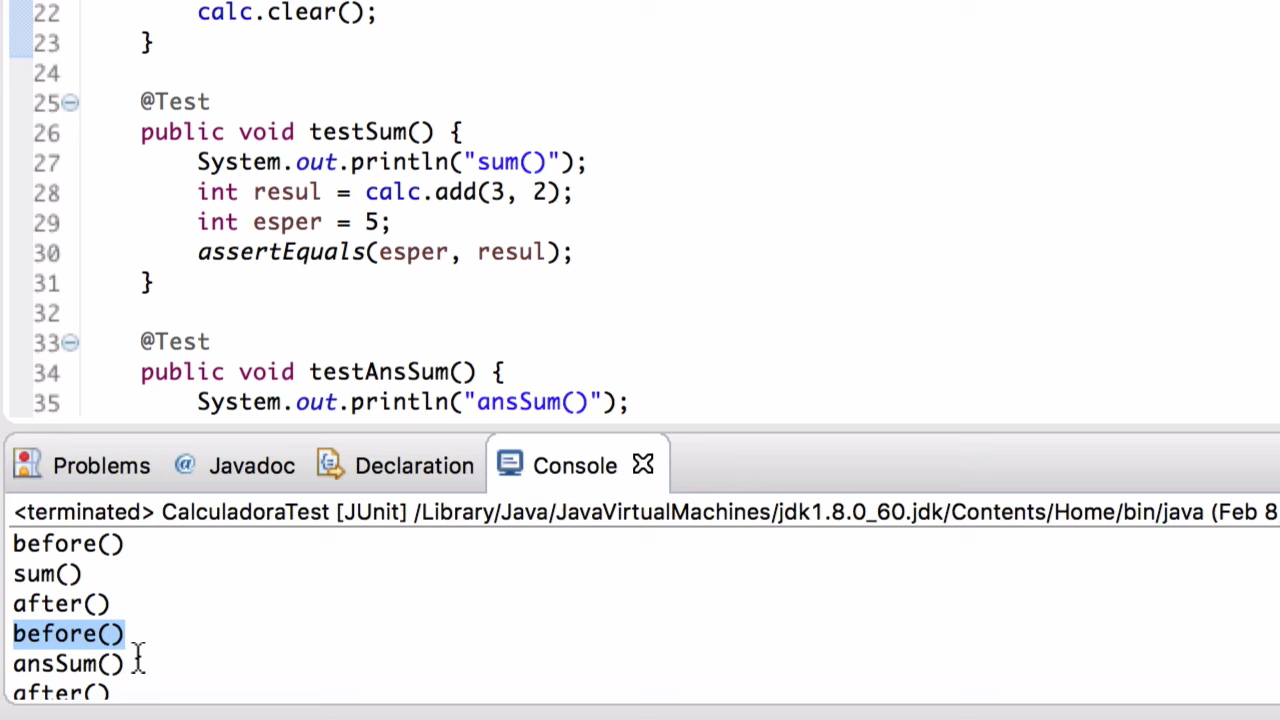 22 calc.clear();
23 }
24
25 @Test
26 public void testSum() {
27 System.out.println("sum()");
28 int resul = calc.add(3, 2);
29 int esper = 5;
30 assertEquals(esper, resul);
31 }
32
33 @Test
34 public void testAnsSum() {
35 System.out.println("ansSum()");
Problems @ Javadoc Declaration Console
<terminated> CalculadoraTest [JUnit] /Library/Java/JavaVirtualMachines/jdk1.8.0_60.jdk/Contents/Home/bin/java (Feb 8
before()
sum()
after()
before()
ansSum()
after()